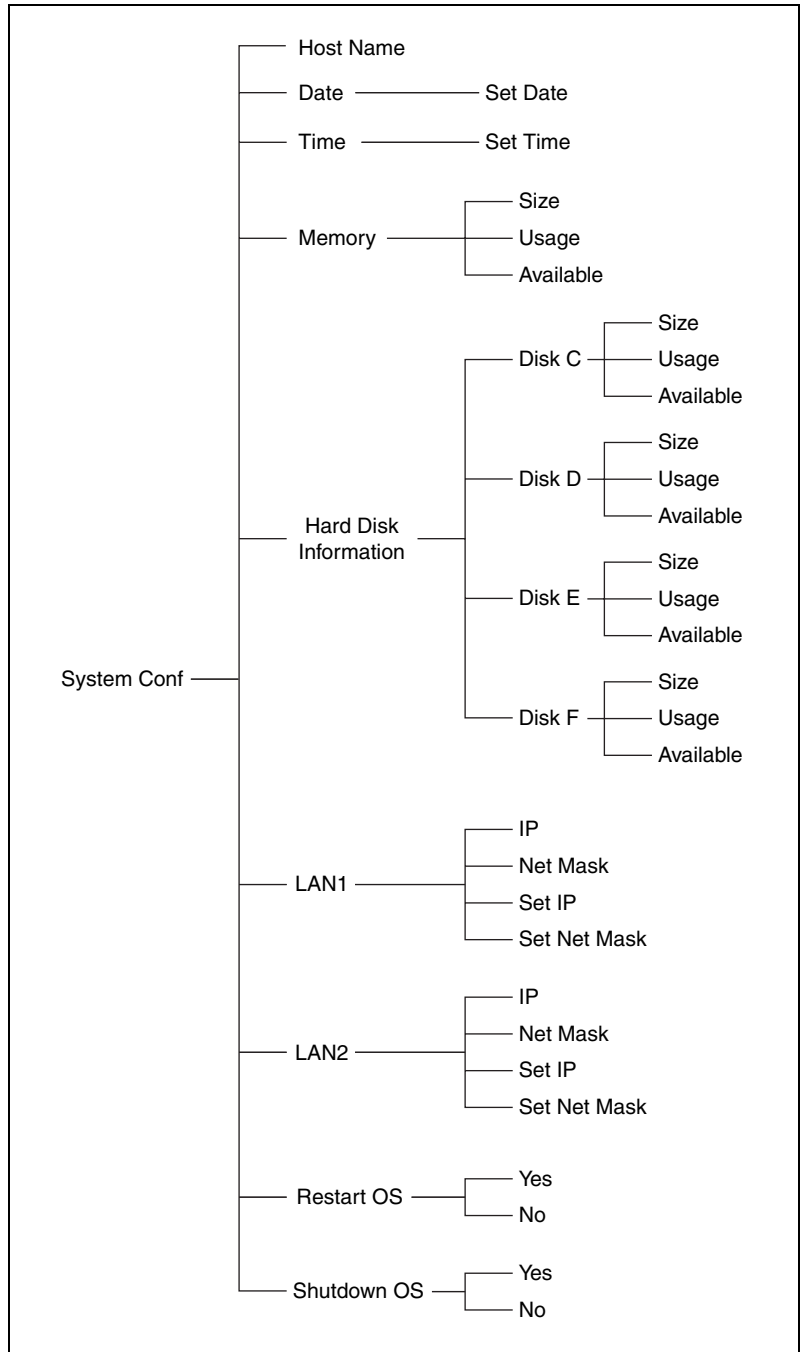 Host Name
Date
Set Date
Time
Set Time
Memory
Size
Usage
Available
Hard Disk
Information
Disk C
Size
Usage
Available
Disk D
Size
Usage
Available
Disk E
Size
Usage
Available
Disk F
Size
Usage
Available
System Conf
LAN1
IP
Net Mask
Set IP
Set Net Mask
LAN2
IP
Net Mask
Set IP
Set Net Mask
Restart OS
Yes
No
Shutdown OS
Yes
No